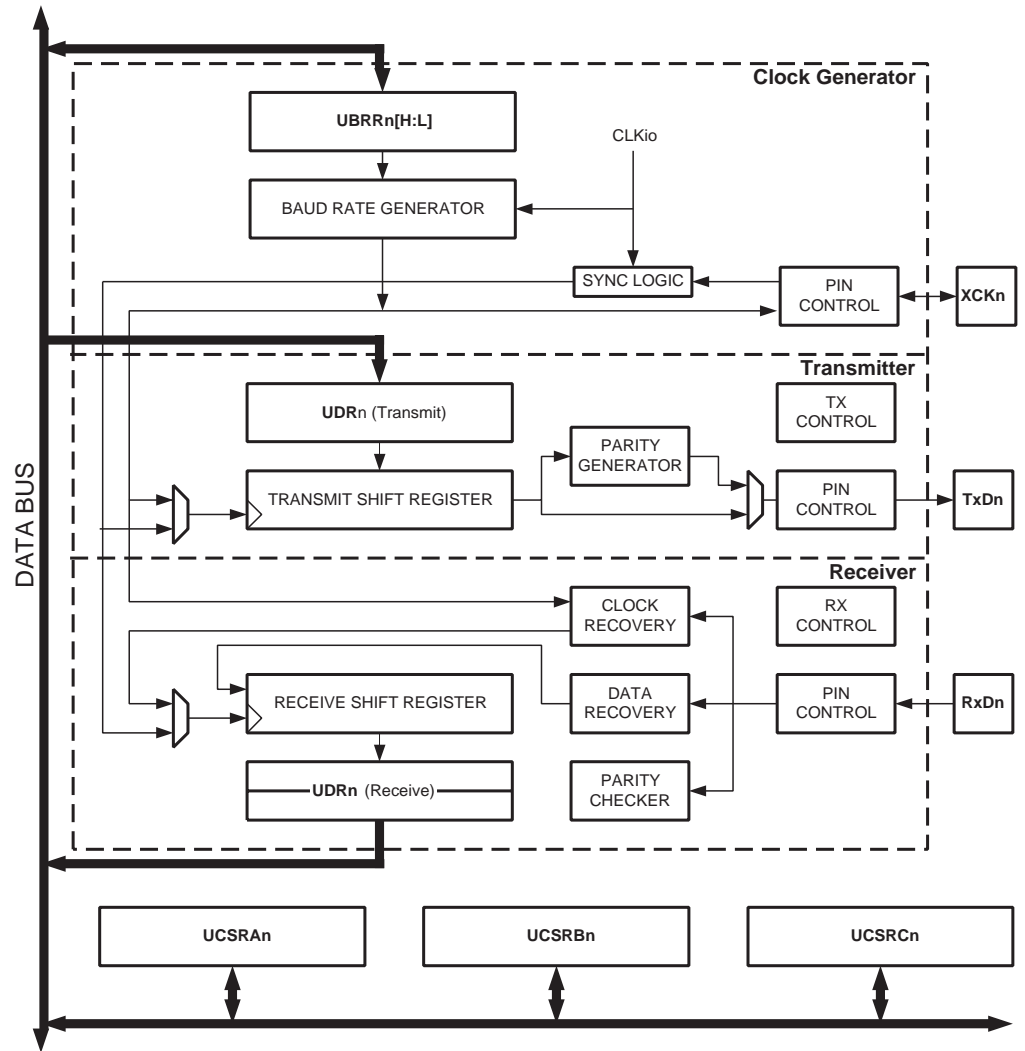 Clock Generator
UBRRn[H:L]
CLKio
BAUD RATE GENERATOR
SYNC LOGIC
PIN
CONTROL
XCKn
DATA BUS
Transmitter
UDRn (Transmit)
TX
CONTROL
PARITY
GENERATOR
TRANSMIT SHIFT REGISTER
PIN
CONTROL
TxDn
Receiver
CLOCK
RECOVERY
RX
CONTROL
RECEIVE SHIFT REGISTER
DATA
RECOVERY
PIN
CONTROL
RxDn
UDRn (Receive)
PARITY
CHECKER
UCSRAn
UCSRBn
UCSRCn